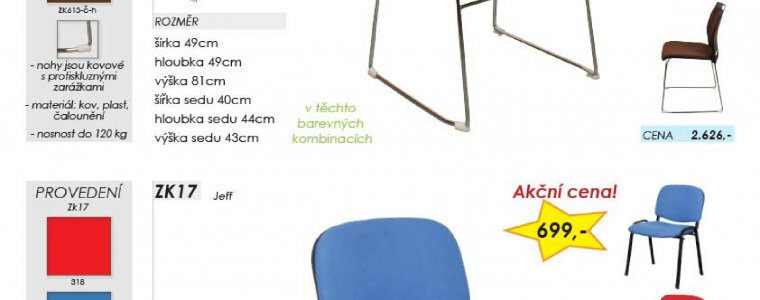 ZK613-č-h
- nohy jsou kovové
s protiskluznými
zarážkami
- materiál: kov, plast,
čalounění
- nosnost do 120 kg
ROZMĚR
šírka 49cm
hloubka 49cm
výška 81cm
šířka sedu 40cm
hloubka sedu 44cm
výška sedu 43cm
v těchto
barevných
kombinacích
CENA 2.626,-
PROVEDENÍ
Zk17
318
ZK17 Jeff
Akční cena!
699,-